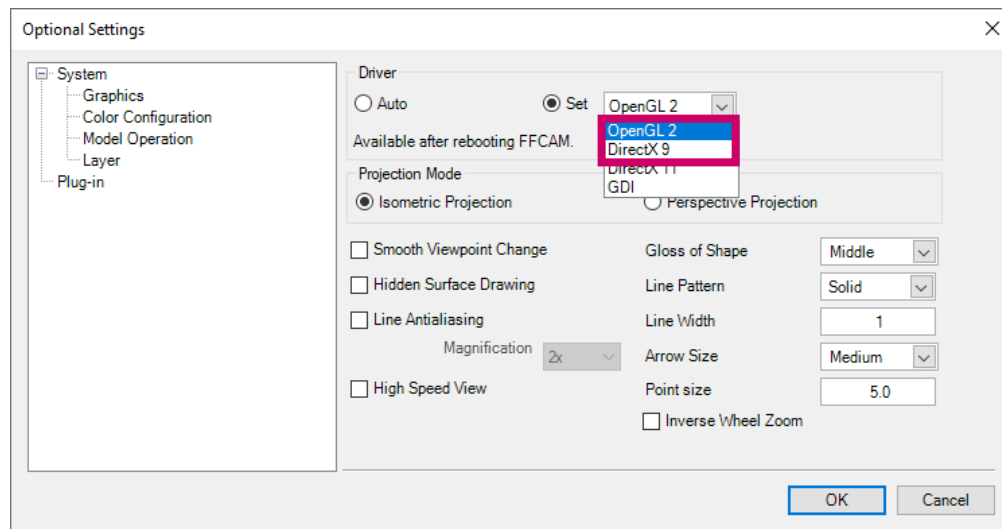 Optional Settings
System
Graphics
Color Configuration
Model Operation
Layer
Plug-in
Driver
Auto
Set
OpenGL 2
Available after rebooting FFCAM.
OpenGL 2
DirectX 9
DirectX 11
GDI
Projection Mode
Isometric Projection
Perspective Projection
Smooth Viewpoint Change
Gloss of Shape
Middle
Hidden Surface Drawing
Line Pattern
Solid
Line Antialiasing
Line Width
1
Magnification
2x
Arrow Size
Medium
High Speed View
Point size
5.0
Inverse Wheel Zoom
OK
Cancel